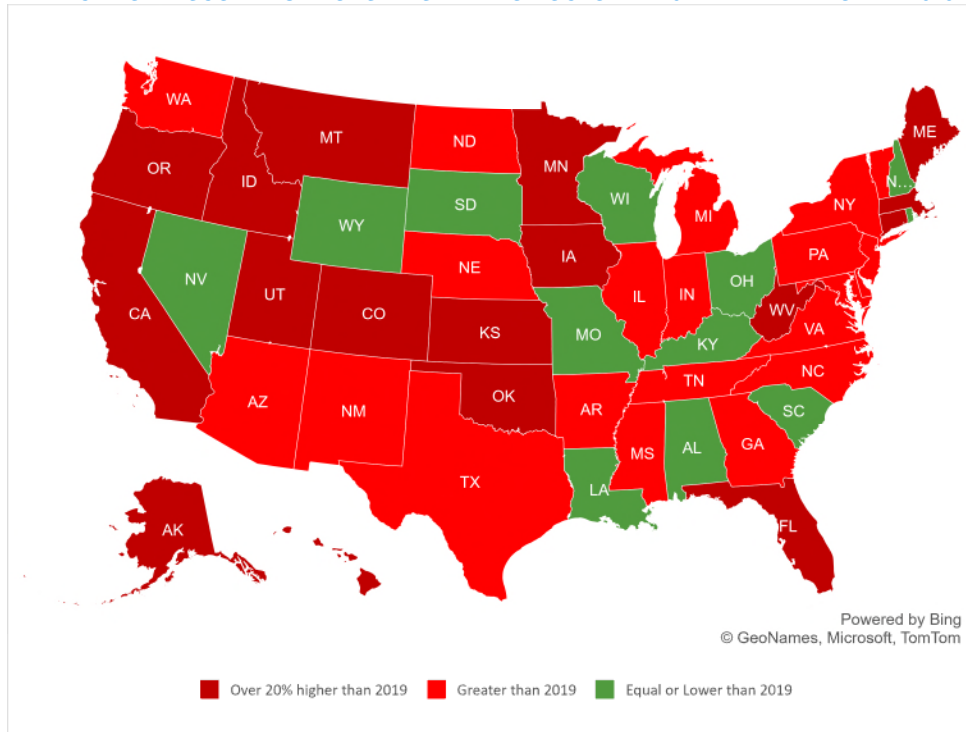 WA
MT
ND
MN
ME
OR
ID
SD
WI
N...
WY
MI
NY
NE
IA
PA
NV
UT
CO
IL
IN
OH
WV
CA
KS
MO
KY
VA
AZ
NM
OK
AR
TN
NC
SC
MS
AL
GA
TX
LA
AK
FL
Powered by Bing
© GeoNames, Microsoft, TomTom
Over 20% higher than 2019
Greater than 2019
Equal or Lower than 2019